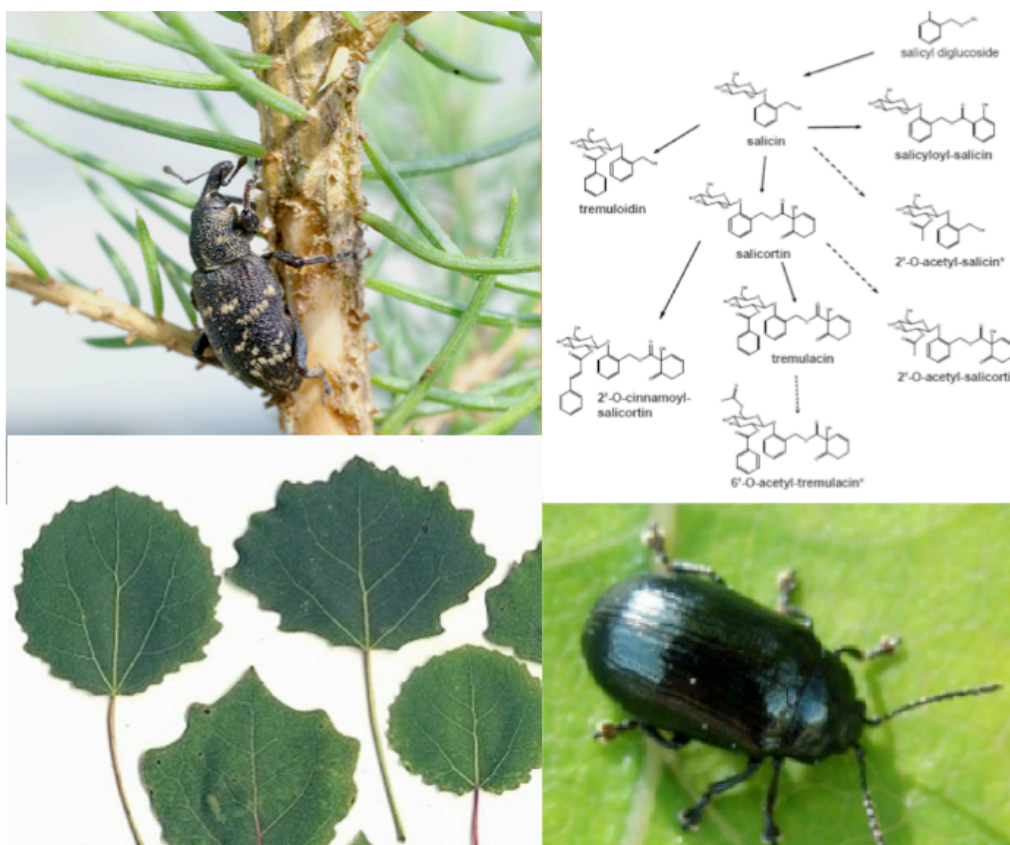 salicyl diglucoside
salicin
salicyloyl-salicin
tremuloidin
salicortin
2'-O-acetyl-salicin*
tremulacin
2'-O-acetyl-salicorti
2'-O-cinnamoyl-
salicortin
6'-O-acetyl-tremulacin*